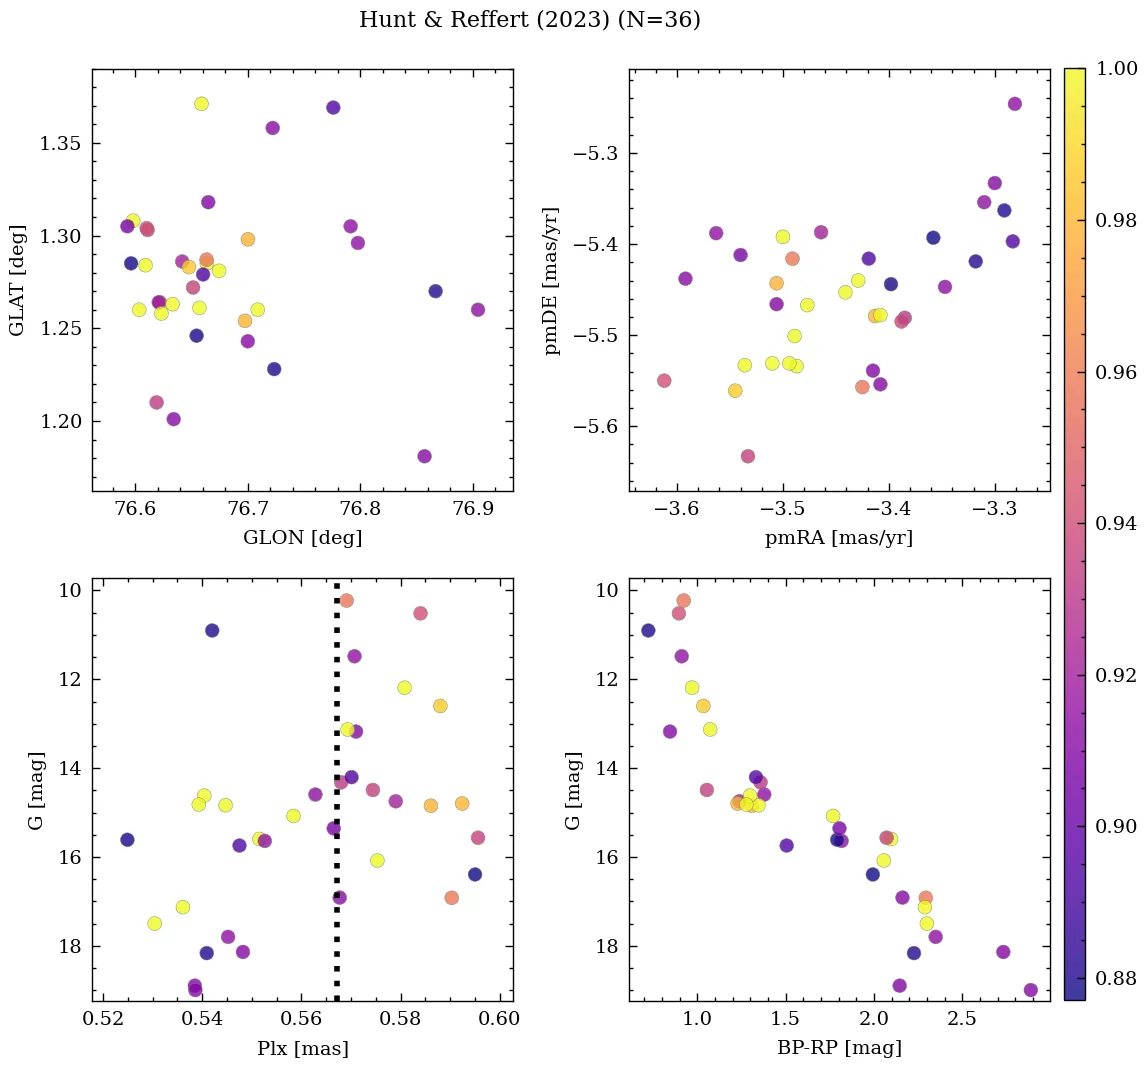 Hunt & Reffert (2023) (N=36)
GLAT [deg]
1.35
1.30
1.25
1.20
76.6 76.7 76.8 76.9
GLON [deg]
pmDE [mas/yr]
−5.3
−5.4
−5.5
−5.6
−3.6 −3.5 −3.4 −3.3
pmRA [mas/yr]
G [mag]
10
12
14
16
18
0.52 0.54 0.56 0.58 0.60
Plx [mas]
G [mag]
10
12
14
16
18
1.0 1.5 2.0 2.5
BP-RP [mag]
1.00
0.98
0.96
0.94
0.92
0.90
0.88